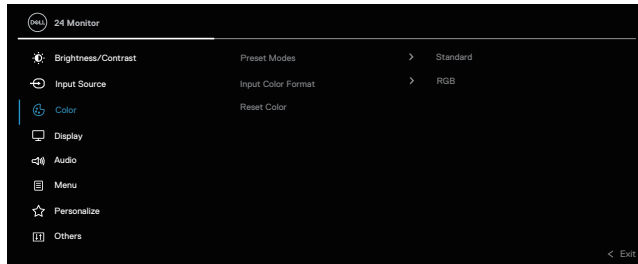 DELL 24 Monitor
Brightness/Contrast Preset Modes > Standard
Input Source Input Color Format > RGB
Color Reset Color
Display
Audio
Menu
Personalize
Others
< Exit